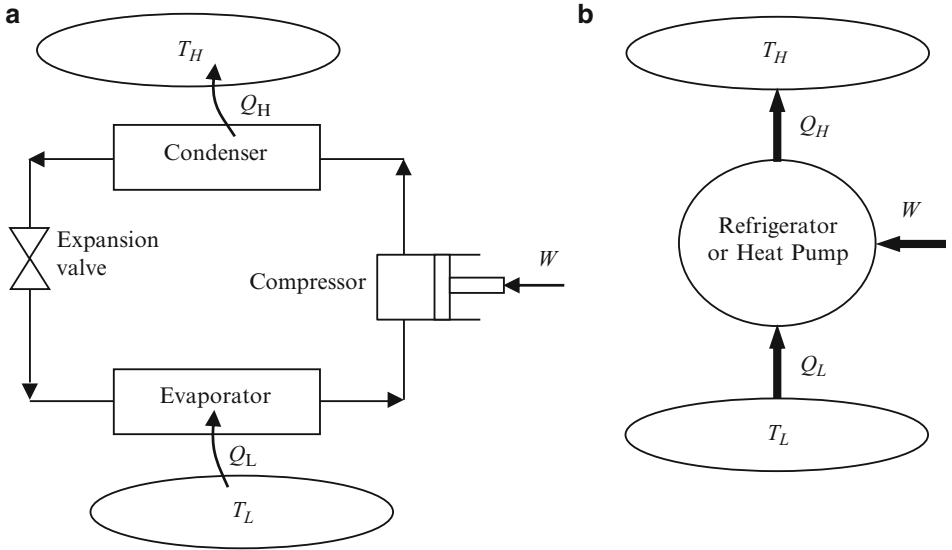 a
T_H
Q_H
Condenser
Expansion
valve
Compressor
W
Evaporator
Q_L
T_L
b
T_H
Q_H
W
Refrigerator
or Heat Pump
Q_L
T_L